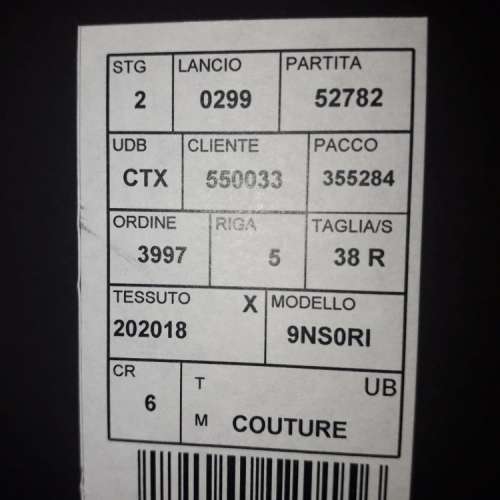 STG LANCIO PARTITA
2 0299 52782
UDB CLIENTE PACCO
CTX 550033 355284
ORDINE RIGA TAGLIA/S
3997 5 38 R
TESSUTO X MODELLO
202018 9NS0RI
CR T UB
6 M COUTURE